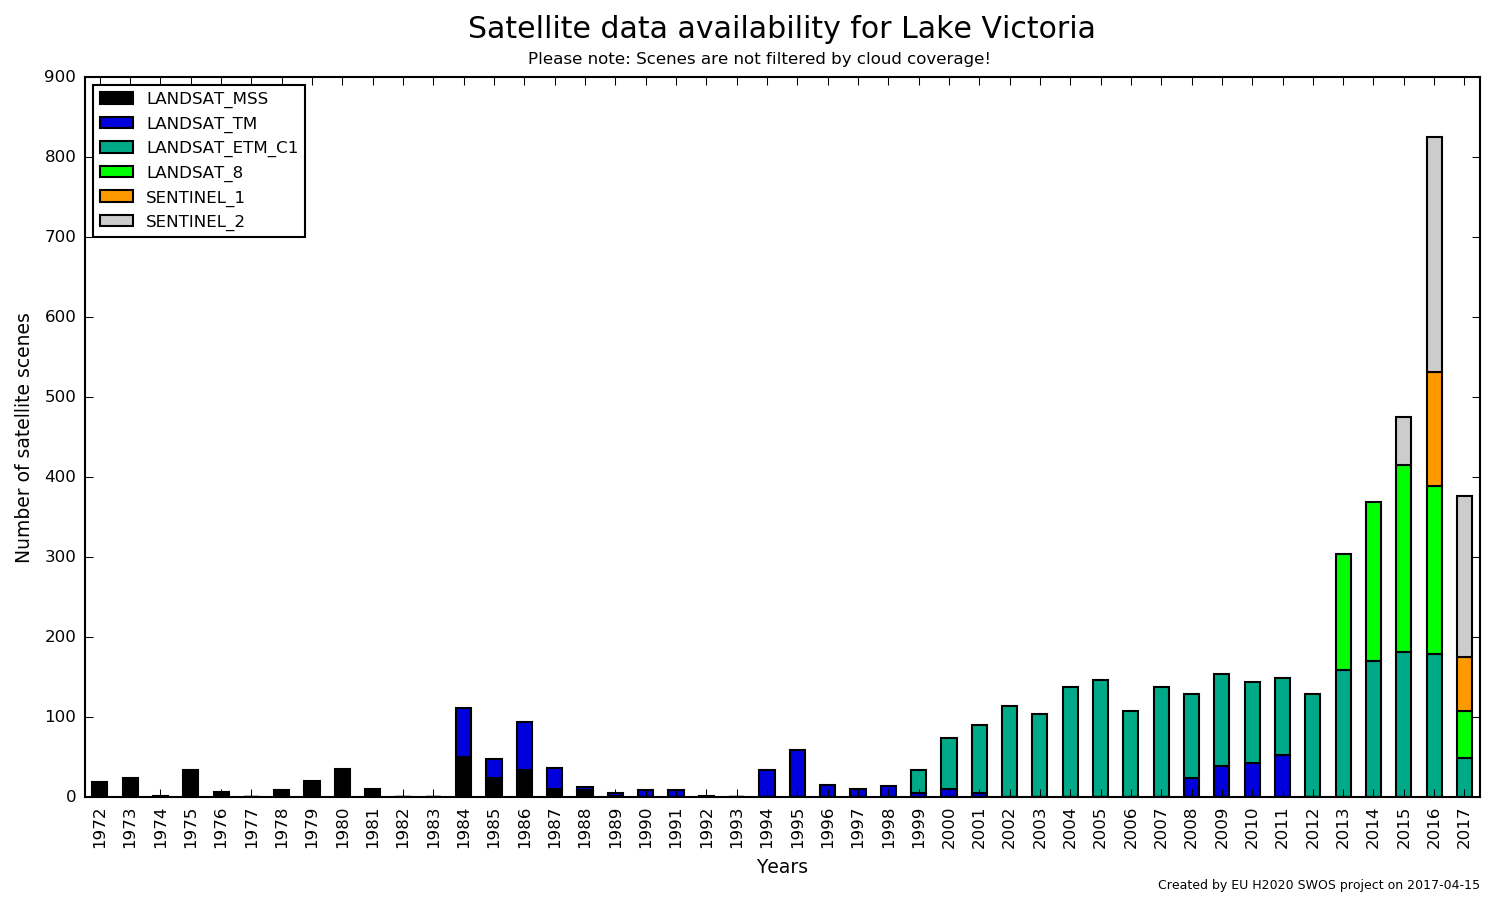 Satellite data availability for Lake Victoria
Please note: Scenes are not filtered by cloud coverage!
900
800
700
600
500
400
300
200
100
0
Number of satellite scenes
LANDSAT_MSS
LANDSAT_TM
LANDSAT_ETM_C1
LANDSAT_8
SENTINEL_1
SENTINEL_2
1972 1973 1974 1975 1976 1977 1978 1979 1980 1981 1982 1983 1984 1985 1986 1987 1988 1989 1990 1991 1992 1993 1994 1995 1996 1997 1998 1999 2000 2001 2002 2003 2004 2005 2006 2007 2008 2009 2010 2011 2012 2013 2014 2015 2016 2017
Years
Created by EU H2020 SWOS project on 2017-04-15